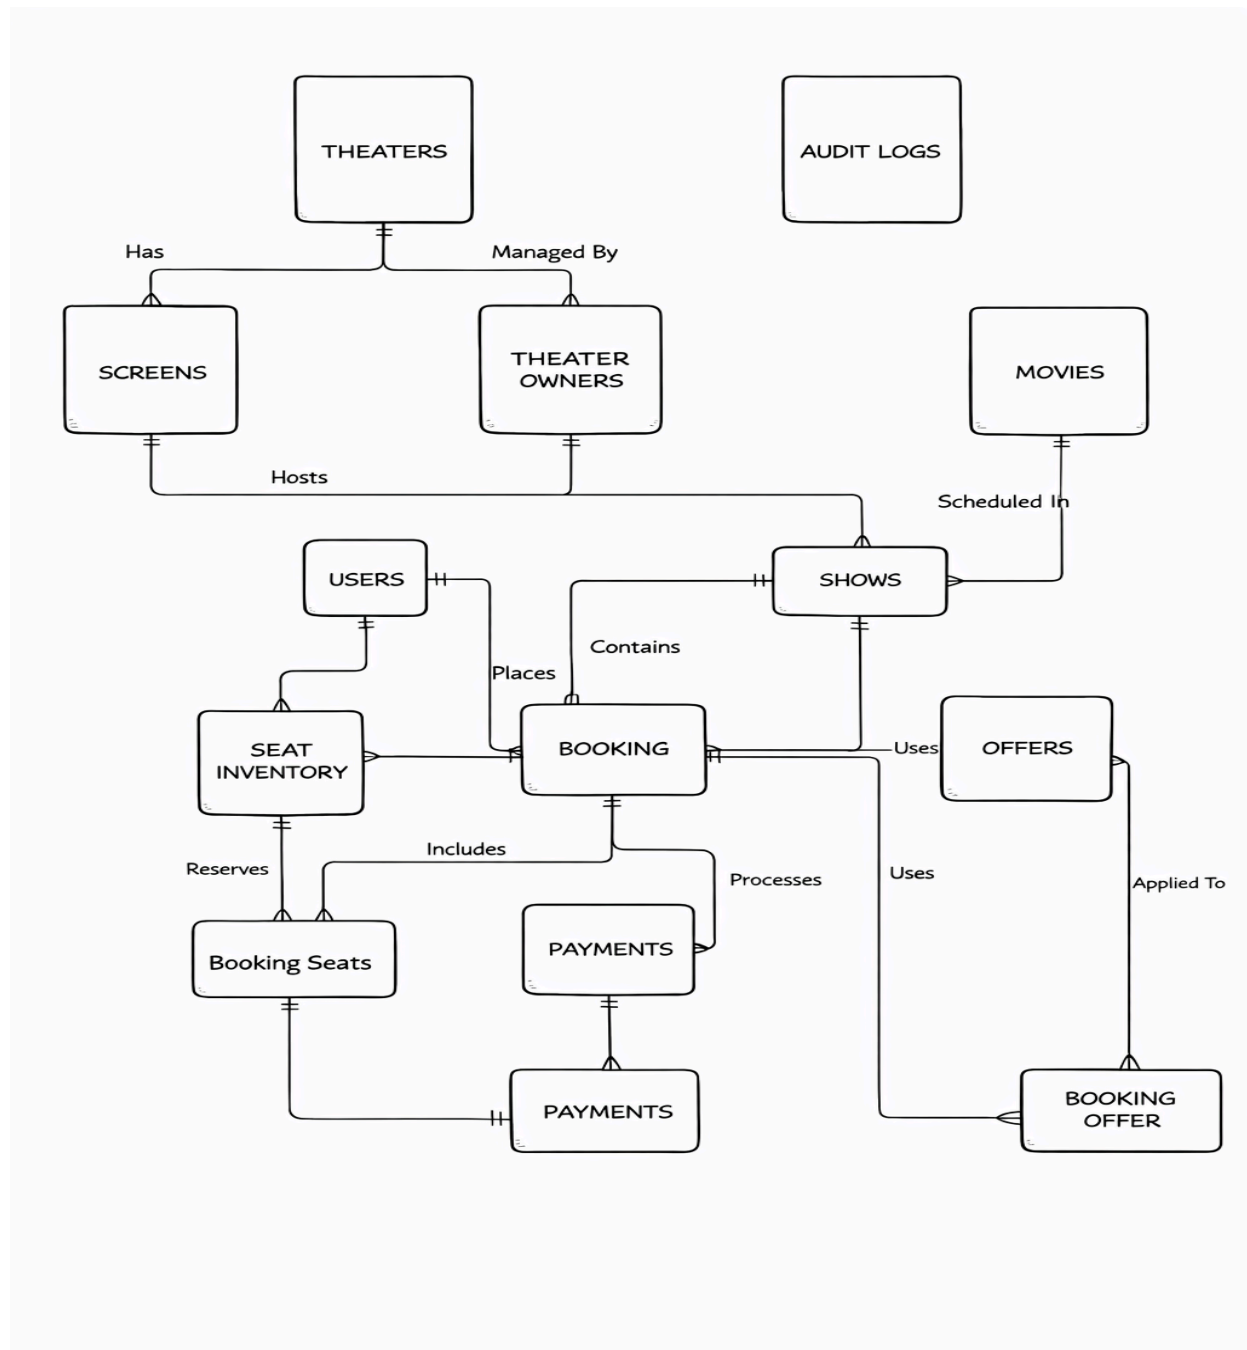 THEATERS
AUDIT LOGS
Has
Managed By
SCREENS
THEATER
OWNERS
MOVIES
Hosts
Scheduled In
USERS
SHOWS
Contains
Places
SEAT
INVENTORY
BOOKING
Uses
OFFERS
Includes
Reserves
Processes
Uses
Applied To
Booking Seats
PAYMENTS
PAYMENTS
BOOKING
OFFER